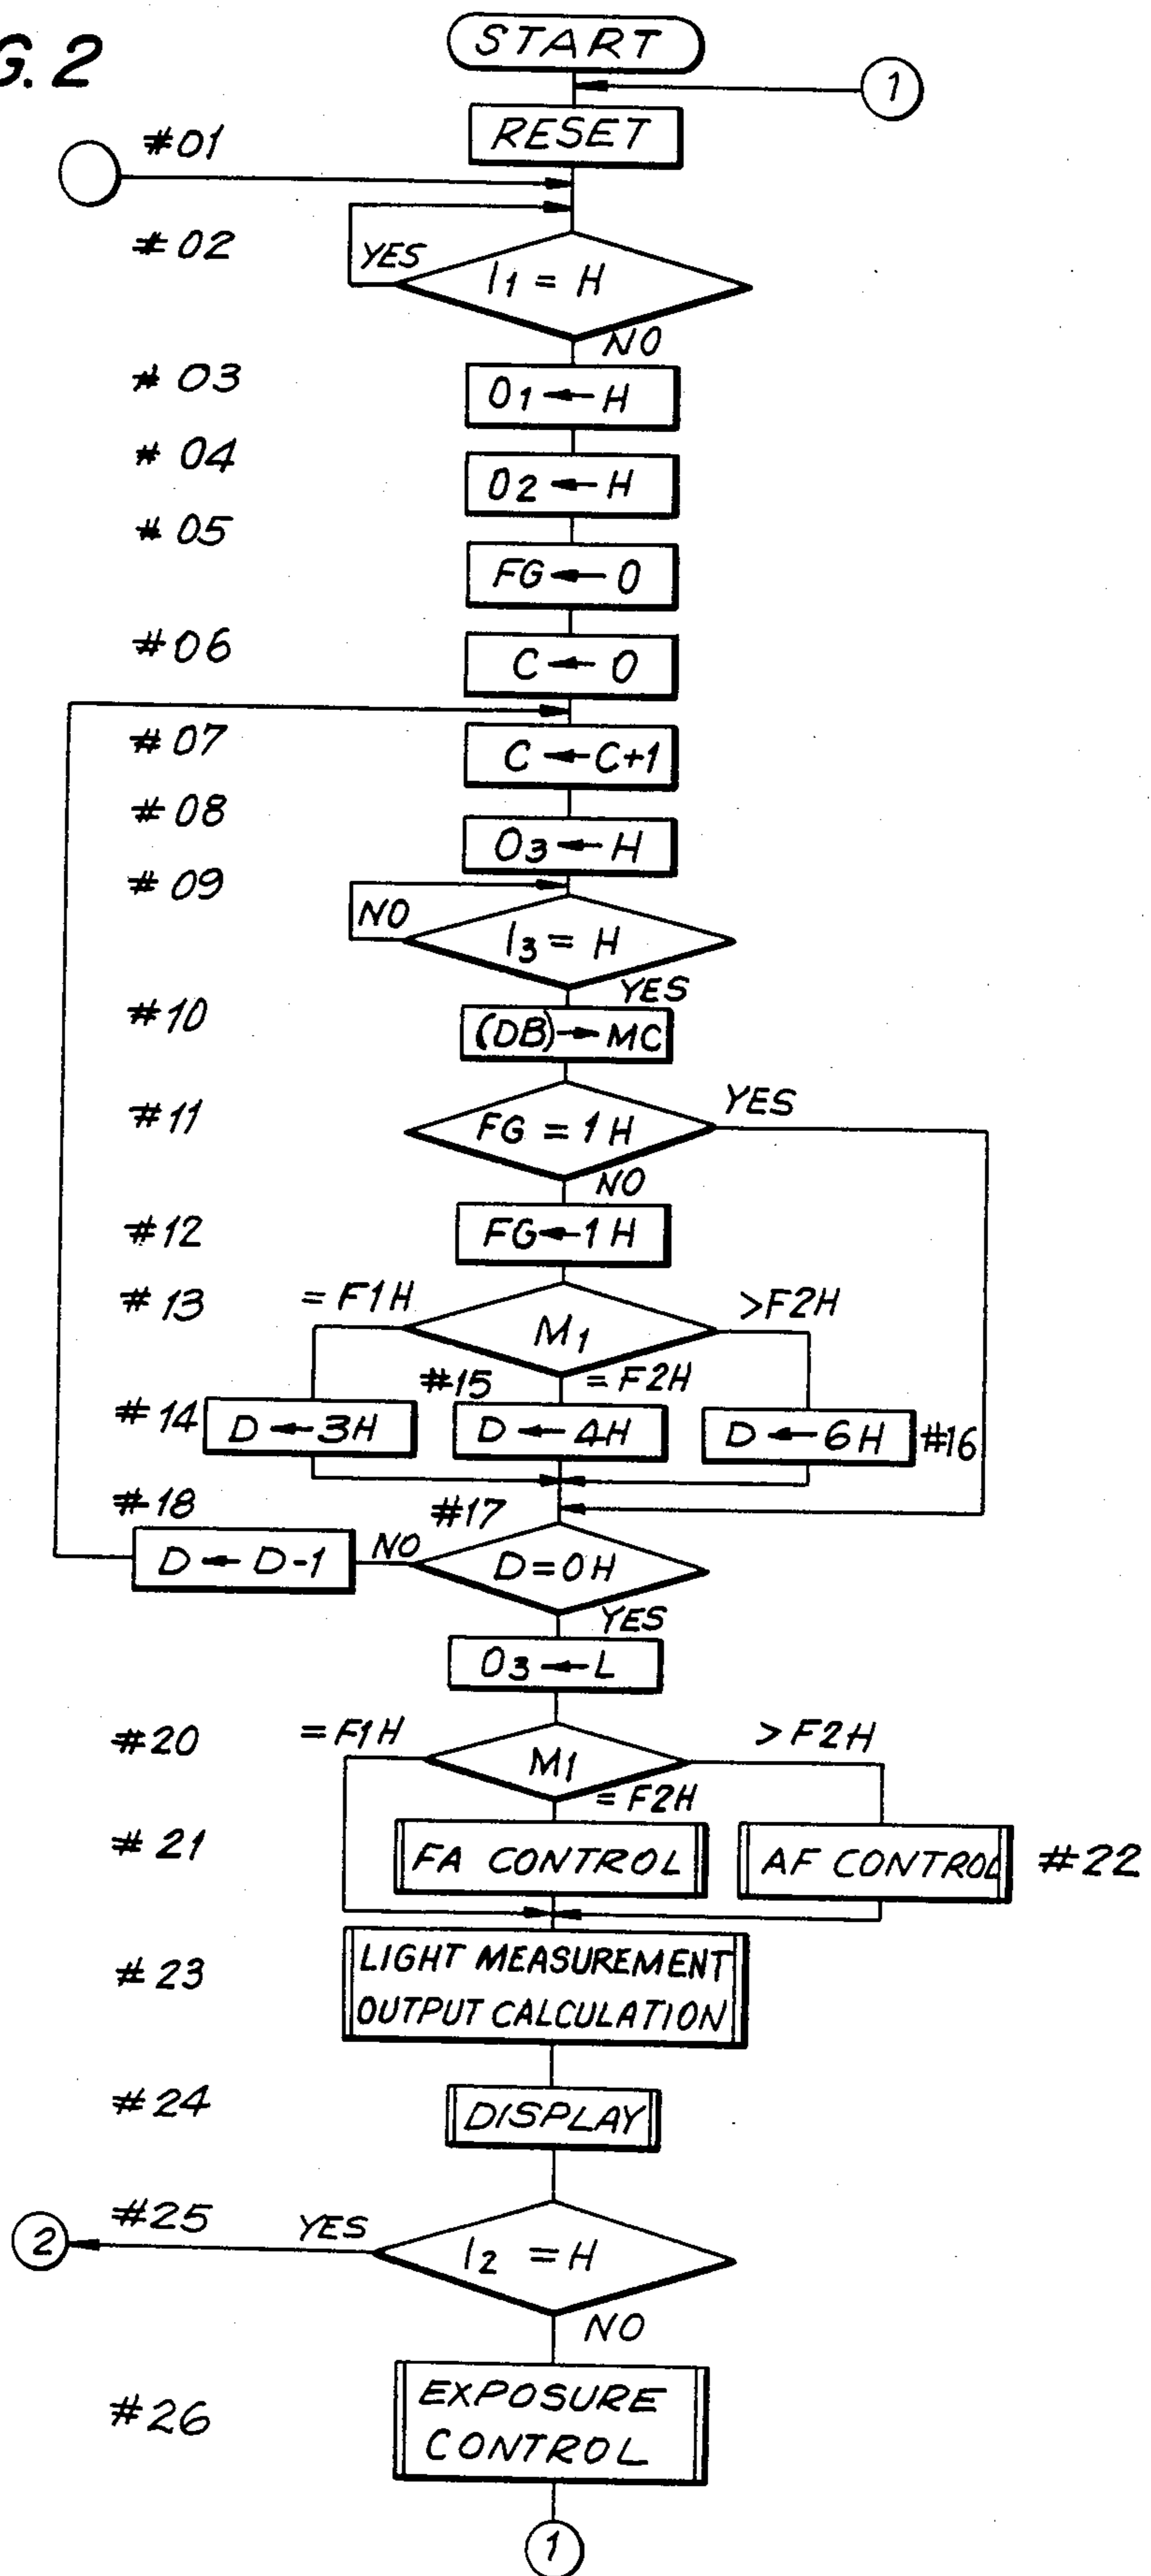 G. 2
START
1
RESET
#01
#02
YES
I1 = H
NO
#03
O1 ← H
#04
O2 ← H
#05
FG ← 0
#06
C ← 0
#07
C ← C+1
#08
O3 ← H
#09
NO
I3 = H
YES
#10
(DB) → MC
#11
FG = 1H
YES
NO
#12
FG ← 1H
#13
= F1H
M1
>F2H
= F2H
#14
D ← 3H
#15
D ← 4H
D ← 6H
#16
#18
D ← D-1
NO
#17
D=0H
YES
O3 ← L
#20
= F1H
M1
>F2H
= F2H
#21
FA CONTROL
AF CONTROL
#22
#23
LIGHT MEASUREMENT
OUTPUT CALCULATION
#24
DISPLAY
2
#25
YES
I2 = H
NO
#26
EXPOSURE
CONTROL
1